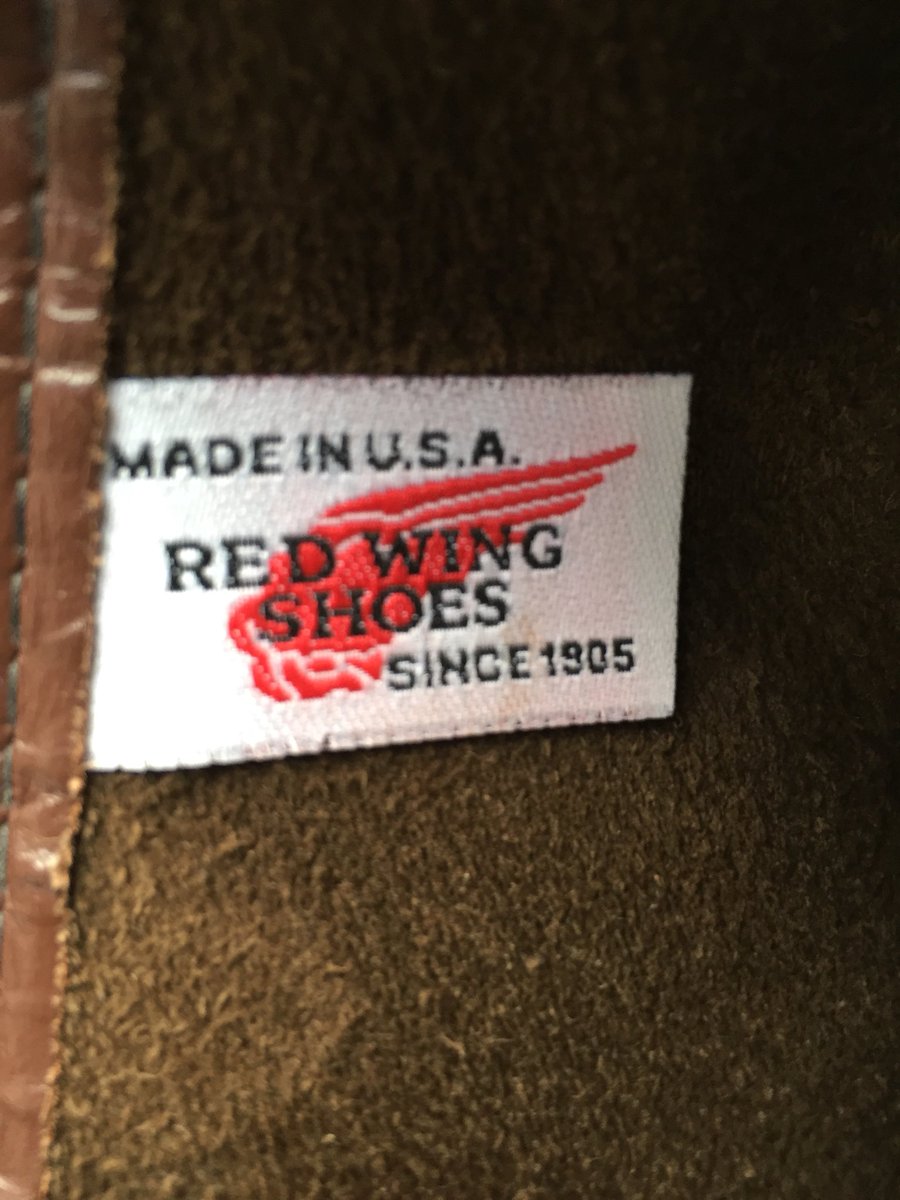 MADE IN U.S.A.
RED WING
SHOES
SINCE 1905